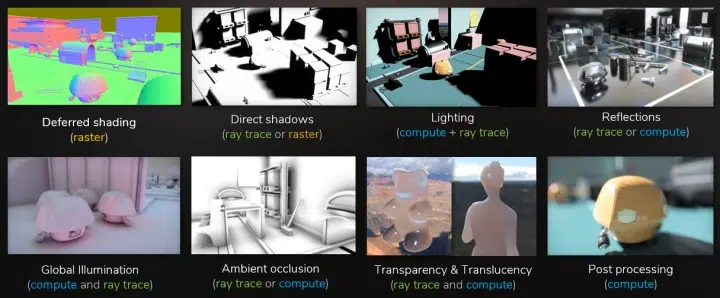 Deferred shading
(raster)
Direct shadows
(ray trace or raster)
Lighting
(compute + ray trace)
Reflections
(ray trace or compute)
Global Illumination
(compute and ray trace)
Ambient occlusion
(ray trace or compute)
Transparency & Translucency
(ray trace and compute)
Post processing
(compute)